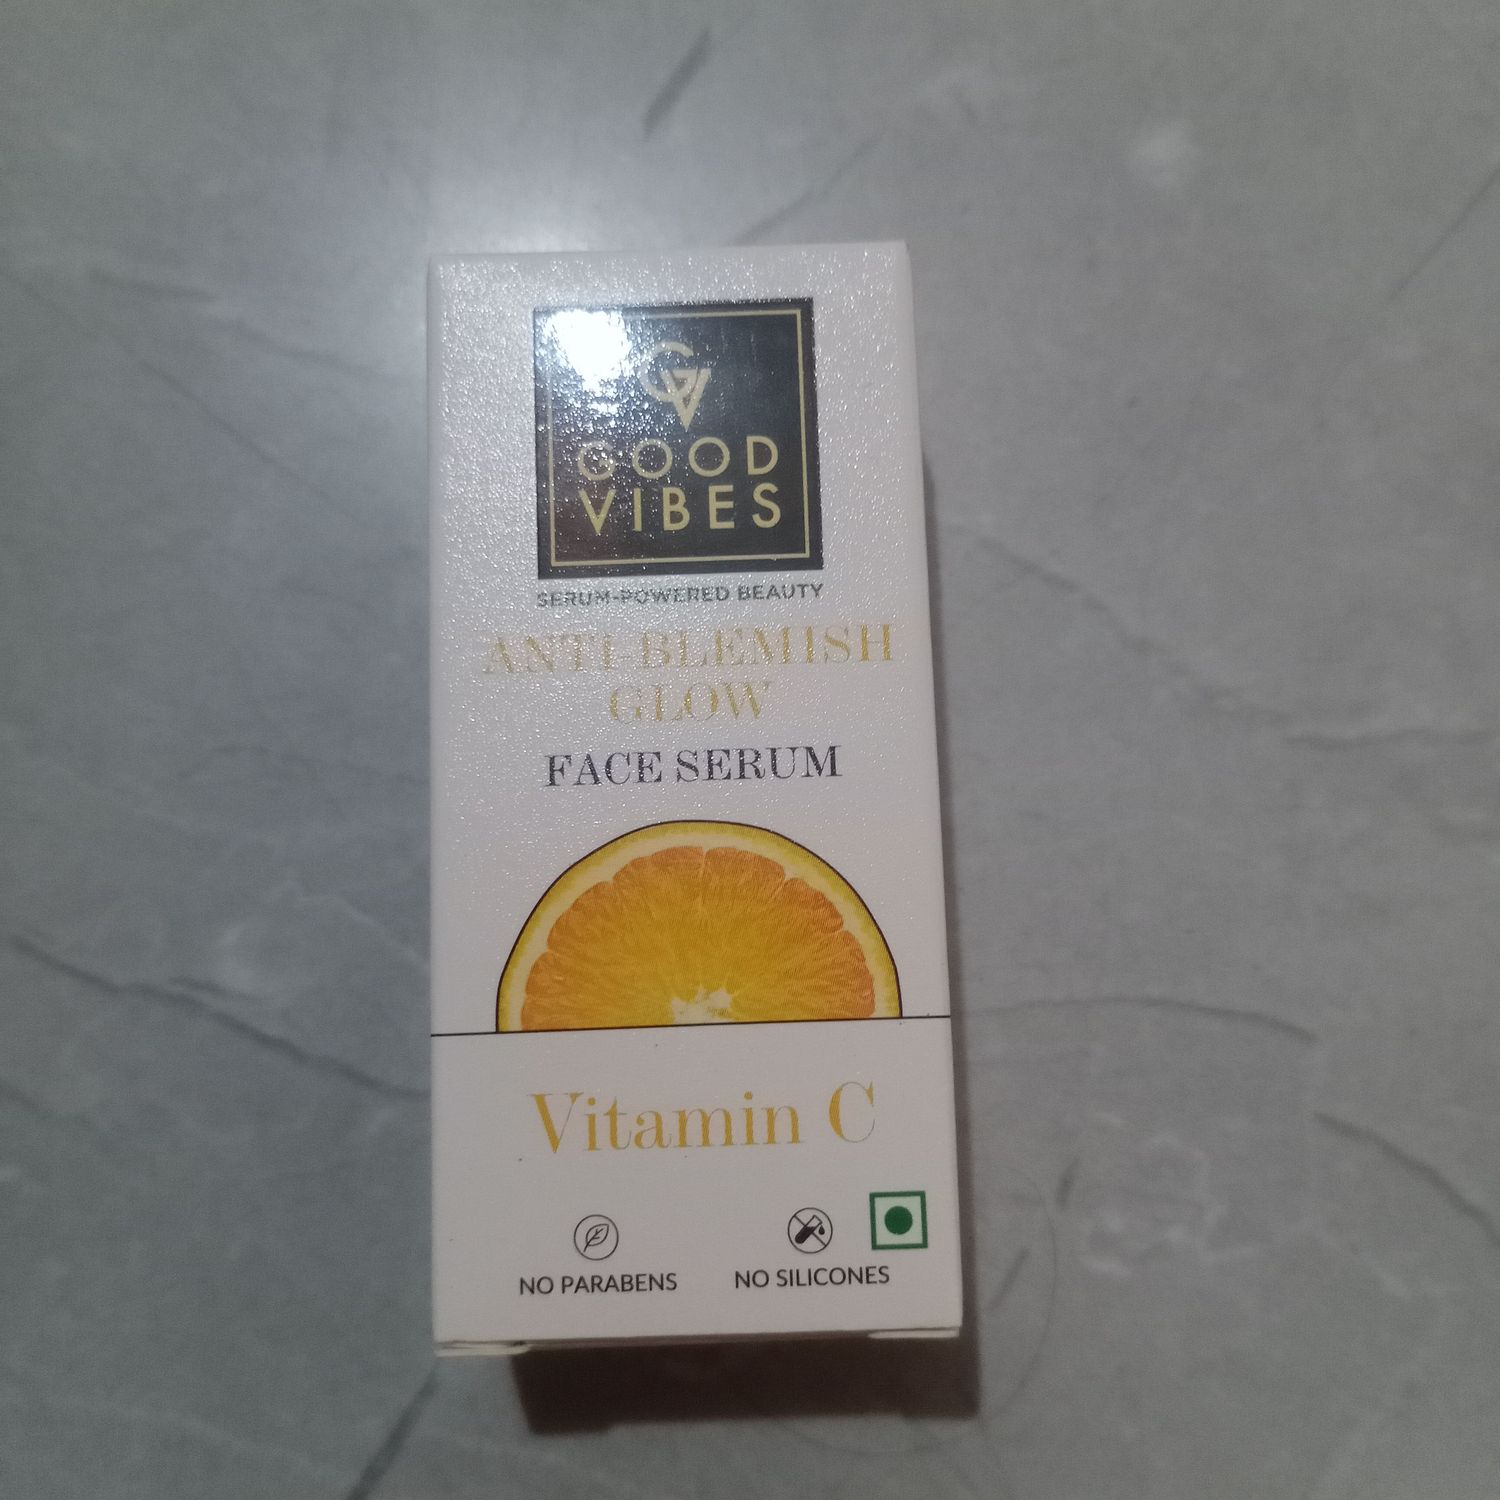 GV
GOOD
VIBES
SERUM-POWERED BEAUTY
ANTI-BLEMISH
GLOW
FACE SERUM
Vitamin C
NO PARABENS
NO SILICONES